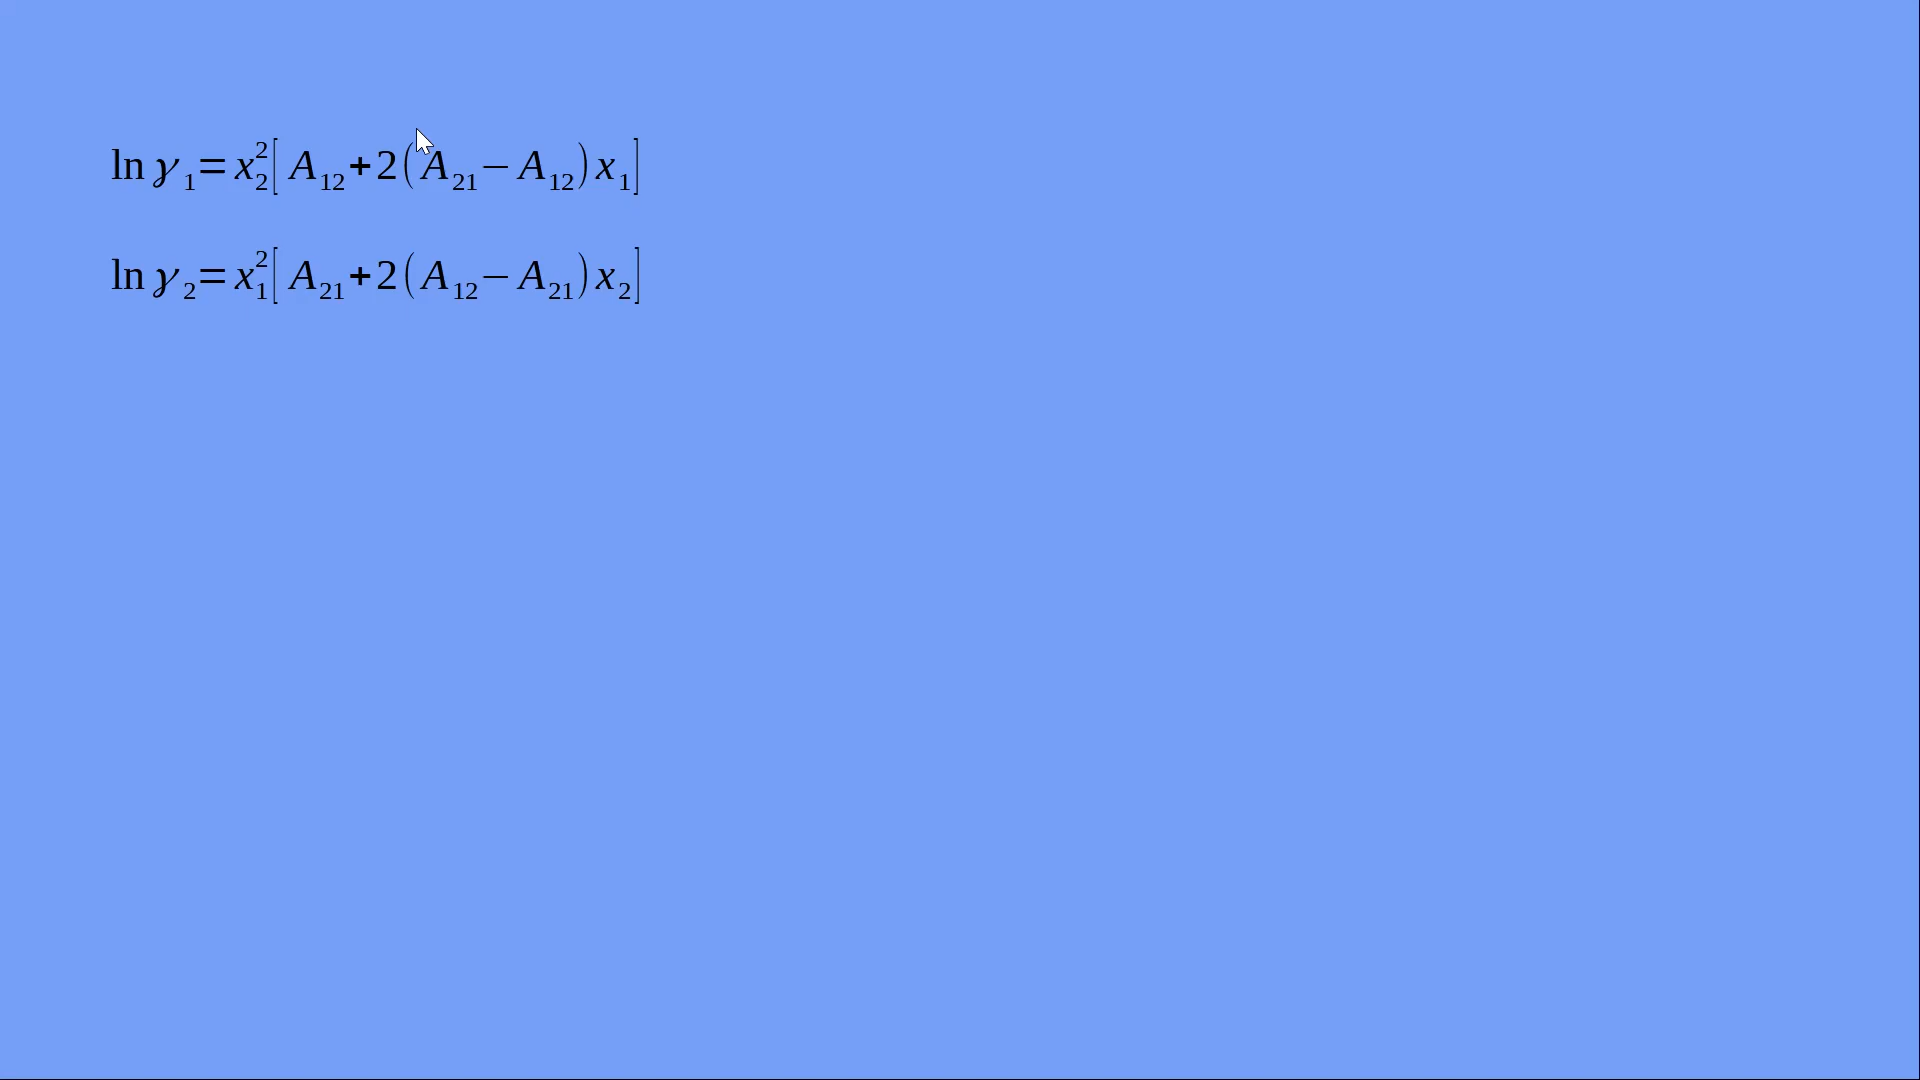 ln γ₁ = x₂²[A₁₂ + 2(A₂₁ − A₁₂)x₁]
ln γ₂ = x₁²[A₂₁ + 2(A₁₂ − A₂₁)x₂]